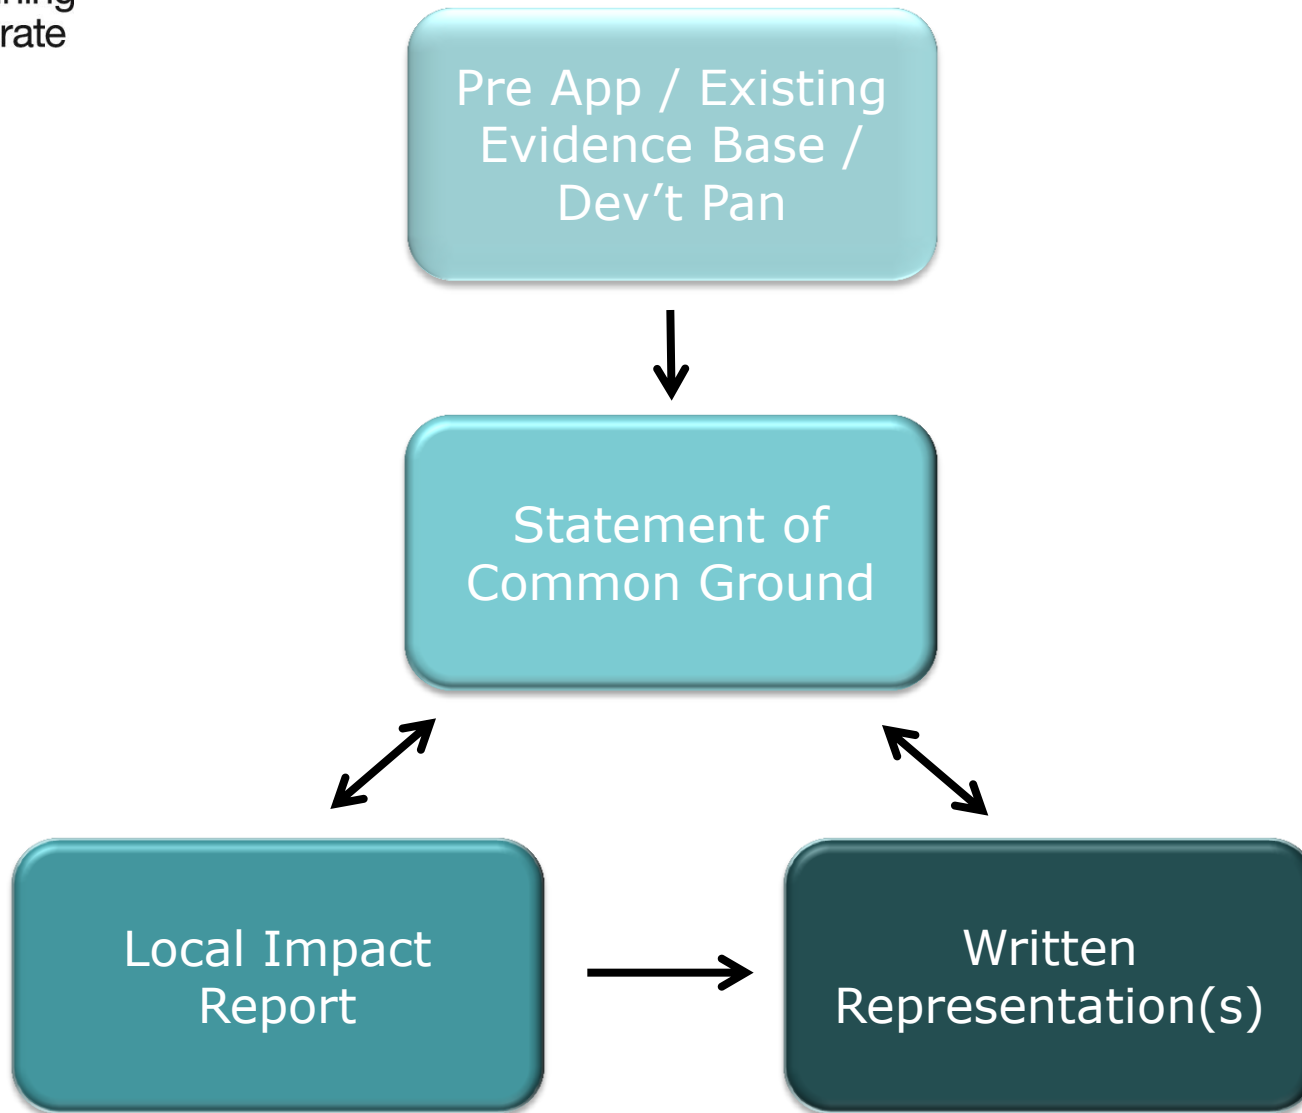 rate
Pre App / Existing
Evidence Base /
Dev't Pan
Statement of
Common Ground
Local Impact
Report
Written
Representation(s)